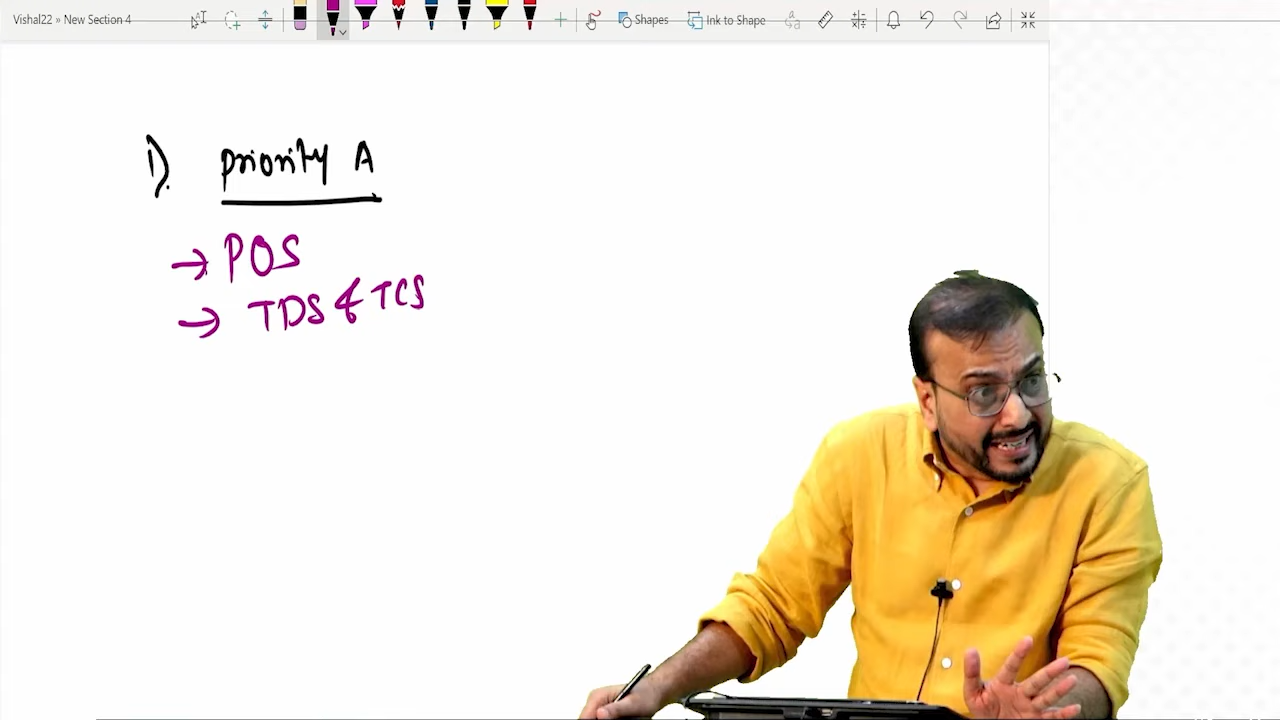 Vishal22 » New Section 4
Shapes
Ink to Shape
1). Priority A
→ POS
→ TDS & TCS